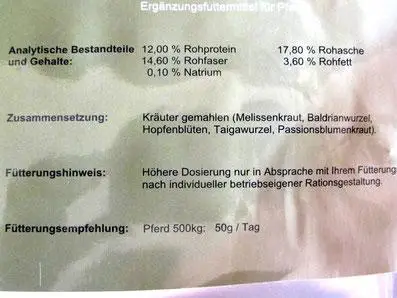 Ergänzungsfuttermittel für
Analytische Bestandteile 12,00 % Rohprotein 17,80 % Rohasche
und Gehalte: 14,60 % Rohfaser 3,60 % Rohfett
0,10 % Natrium
Zusammensetzung: Kräuter gemahlen (Melissenkraut, Baldrianwurzel,
Hopfenblüten, Taigawurzel, Passionsblumenkraut).
Fütterungshinweis: Höhere Dosierung nur in Absprache mit Ihrem Fütterung
nach individueller betriebseigener Rationsgestaltung.
Fütterungsempfehlung: Pferd 500kg: 50g / Tag